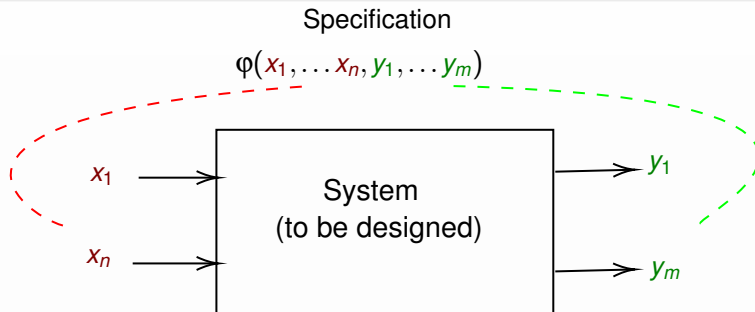 Specification
φ(x₁,…xₙ,y₁,…yₘ)
x₁
System
y₁
(to be designed)
xₙ
yₘ